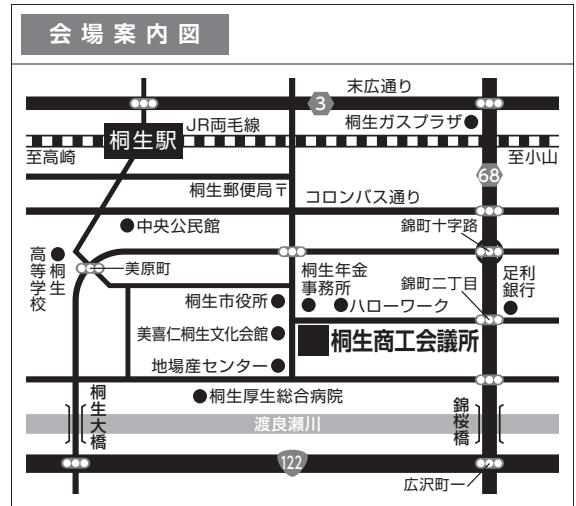 会場案内図
末広通り
3
桐生ガスプラザ
JR両毛線
桐生駅
至高崎
至小山
68
桐生郵便局〒
コロンバス通り
中央公民館
錦町十字路
桐生
高等学校
美原町
桐生年金
事務所
錦町二丁目
足利
銀行
桐生市役所
ハローワーク
美喜仁桐生文化会館
桐生商工会議所
地場産センター
桐生大橋
桐生厚生総合病院
錦桜橋
渡良瀬川
122
広沢町一